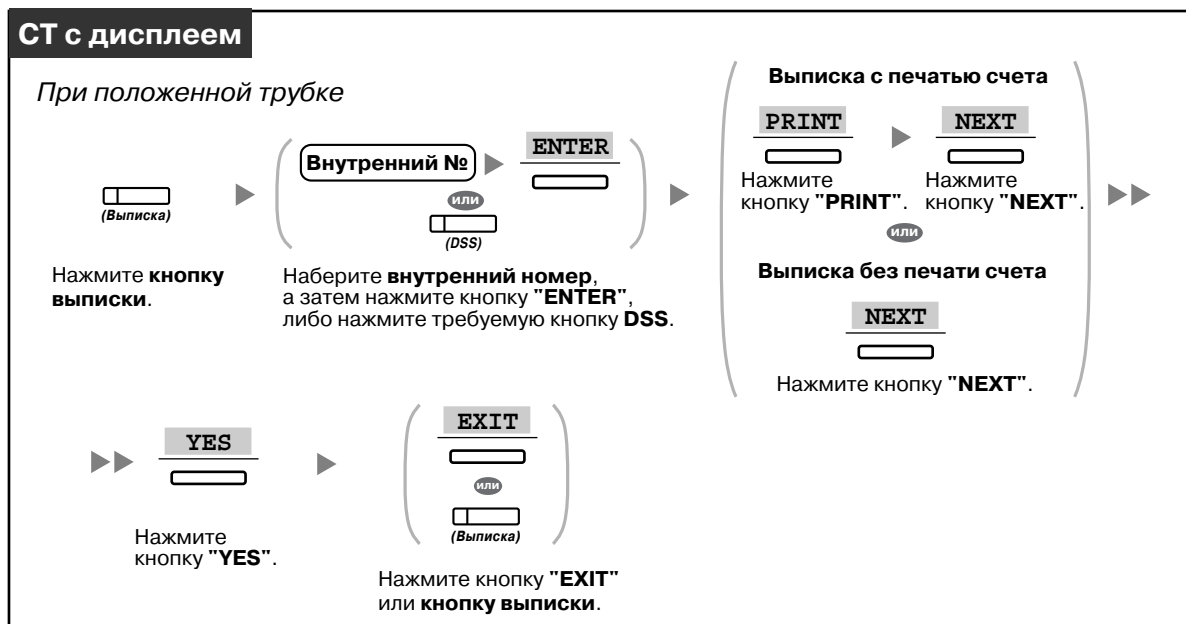 СТ с дисплеем
При положенной трубке
(Выписка)
Нажмите кнопку
выписки.
Внутренний №
ENTER
или
(DSS)
Наберите внутренний номер,
а затем нажмите кнопку "ENTER",
либо нажмите требуемую кнопку DSS.
Выписка с печатью счета
PRINT
NEXT
Нажмите
кнопку "PRINT".
Нажмите
кнопку "NEXT".
или
Выписка без печати счета
NEXT
Нажмите кнопку "NEXT".
YES
Нажмите
кнопку "YES".
EXIT
или
(Выписка)
Нажмите кнопку "EXIT"
или кнопку выписки.